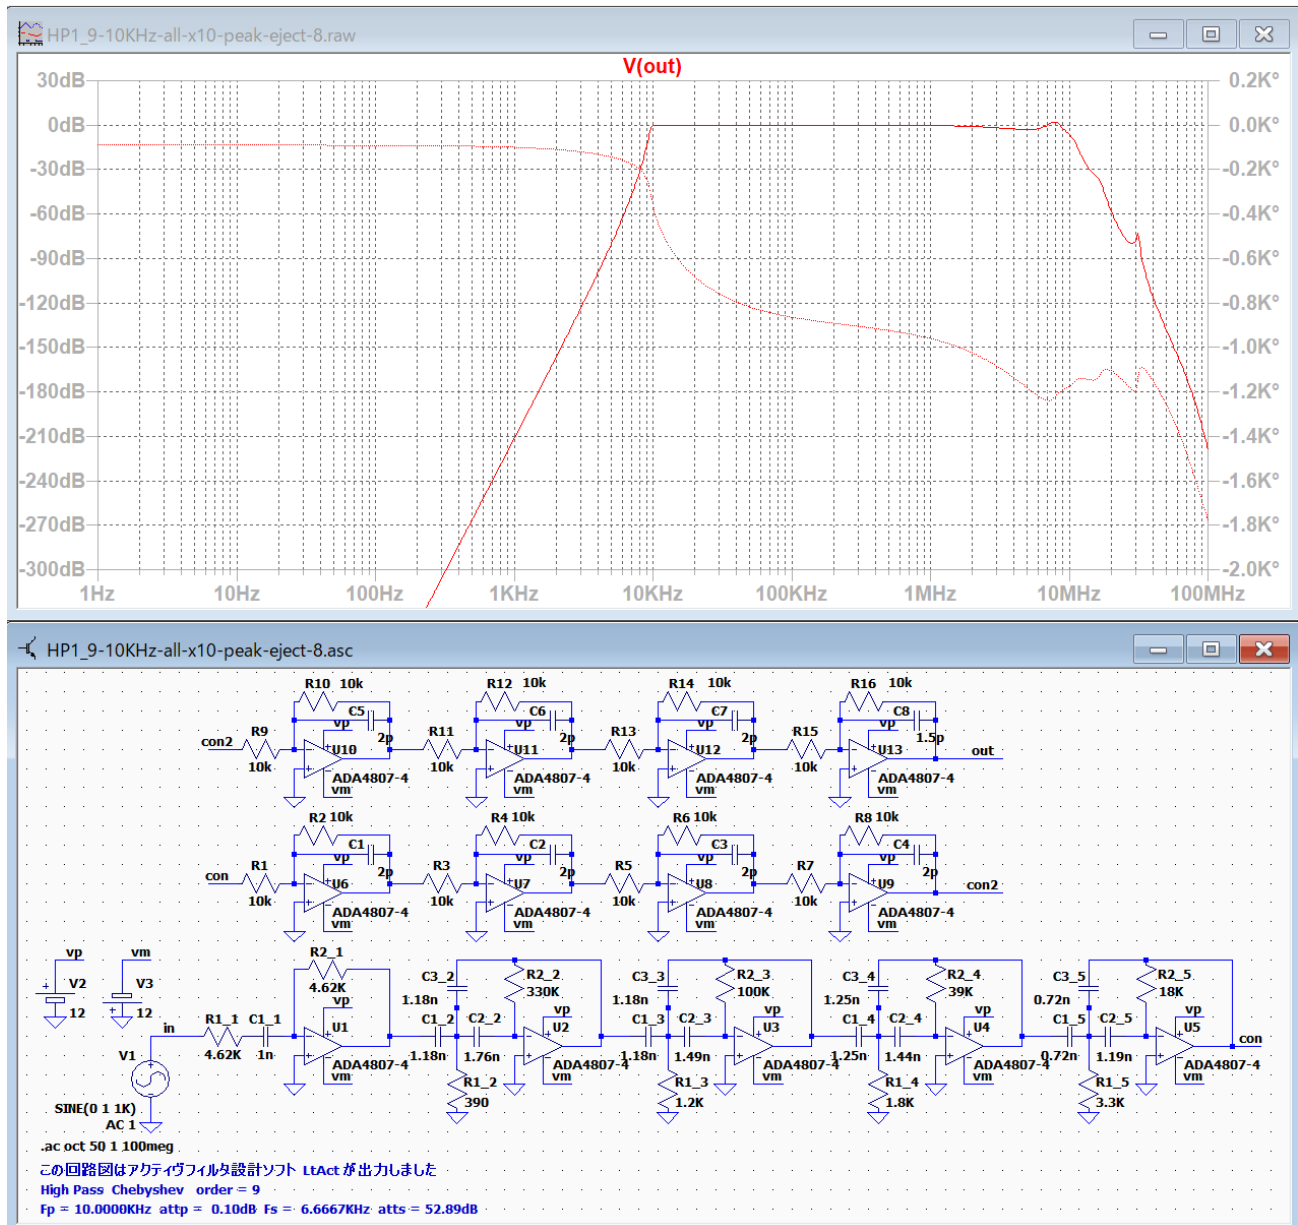 HP1_9-10KHz-all-x10-peak-eject-8.raw
V(out)
30dB 0.2K°
0dB 0.0K°
-30dB -0.2K°
-60dB -0.4K°
-90dB -0.6K°
-120dB -0.8K°
-150dB -1.0K°
-180dB -1.2K°
-210dB -1.4K°
-240dB -1.6K°
-270dB -1.8K°
-300dB -2.0K°
1Hz 10Hz 100Hz 1KHz 10KHz 100KHz 1MHz 10MHz 100MHz
HP1_9-10KHz-all-x10-peak-eject-8.asc
R10 10k R12 10k R14 10k R16 10k
C5 C6 C7 C8
R9 vp 2p R11 vp 2p R13 vp 2p R15 vp 1.5p
con2 U10 U11 U12 U13 out
10k 10k 10k 10k
ADA4807-4 ADA4807-4 ADA4807-4 ADA4807-4
vm vm vm vm
R2 10k R4 10k R6 10k R8 10k
C1 C2 C3 C4
R1 vp 2p R3 vp 2p R5 vp 2p R7 vp 2p
con U6 U7 U8 U9 con2
10k 10k 10k 10k
ADA4807-4 ADA4807-4 ADA4807-4 ADA4807-4
vm vm vm vm
vp vm R2_1
4.62K
V2 V3
12 12
C3_2 R2_2 C3_3 R2_3 C3_4 R2_4 C3_5 R2_5
1.18n 330K 1.18n 100K 1.25n 39K 0.72n 18K
in R1_1 C1_1 vp U1 C1_2 C2_2 vp U2 C1_3 C2_3 vp U3 C1_4 C2_4 vp U4 C1_5 C2_5 vp U5 con
4.62K 1n 1.18n 1.76n 1.18n 1.49n 1.25n 1.44n 0.72n 1.19n
ADA4807-4 ADA4807-4 ADA4807-4 ADA4807-4 ADA4807-4
vm vm vm vm vm
V1 R1_2 R1_3 R1_4 R1_5
390 1.2K 1.8K 3.3K
SINE(0 1 1K)
AC 1
.ac oct 50 1 100meg
この回路図はアクティヴフィルタ設計ソフト LtAct が出力しました
High Pass Chebyshev order = 9
Fp = 10.0000KHz attp = 0.10dB Fs = 6.6667KHz atts = 52.89dB